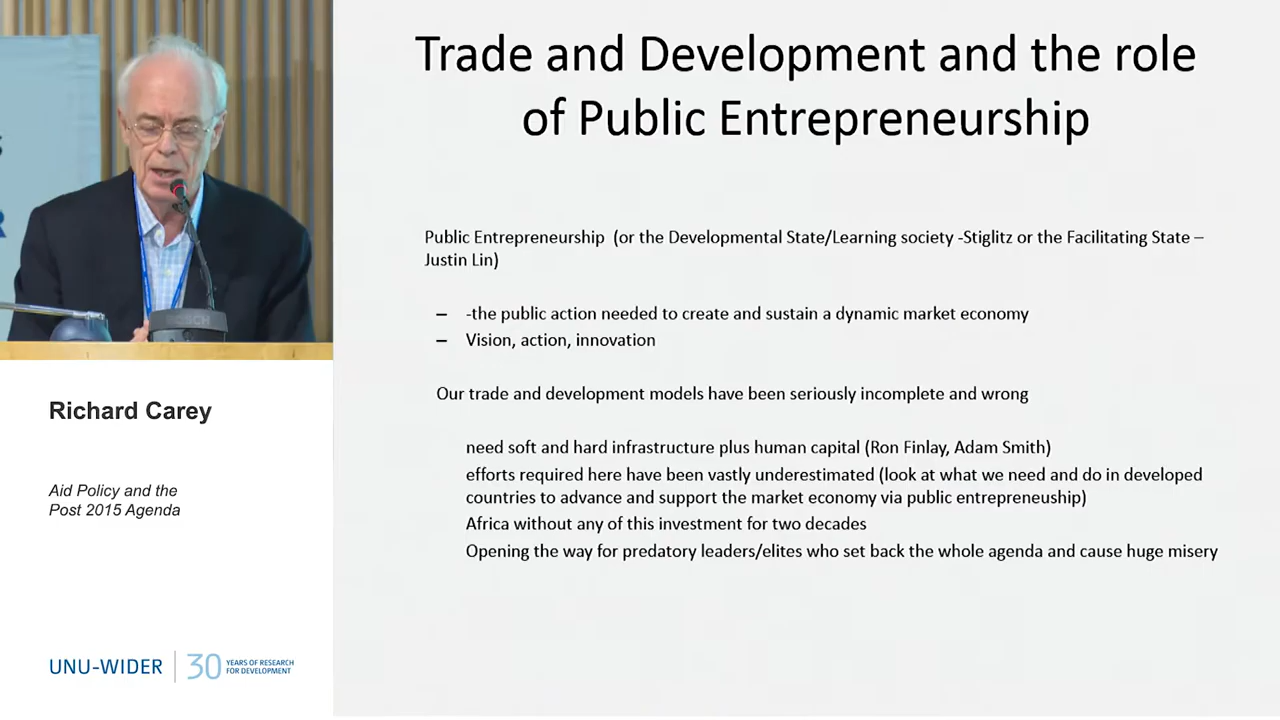 Trade and Development and the role
of Public Entrepreneurship
Public Entrepreneurship (or the Developmental State/Learning society -Stiglitz or the Facilitating State –
Justin Lin)
– -the public action needed to create and sustain a dynamic market economy
– Vision, action, innovation
Our trade and development models have been seriously incomplete and wrong
need soft and hard infrastructure plus human capital (Ron Finlay, Adam Smith)
efforts required here have been vastly underestimated (look at what we need and do in developed
countries to advance and support the market economy via public entrepreneurship)
Africa without any of this investment for two decades
Opening the way for predatory leaders/elites who set back the whole agenda and cause huge misery
S
R
Richard Carey
Aid Policy and the
Post 2015 Agenda
UNU-WIDER
30 YEARS OF RESEARCH
FOR DEVELOPMENT